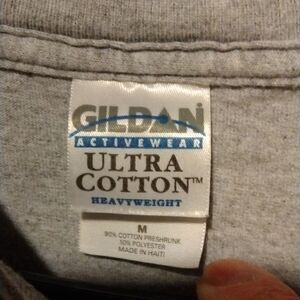 GILDAN
ACTIVEWEAR
ULTRA
COTTON™
HEAVYWEIGHT
M
90% COTTON PRESHRUNK
10% POLYESTER
MADE IN HAITI